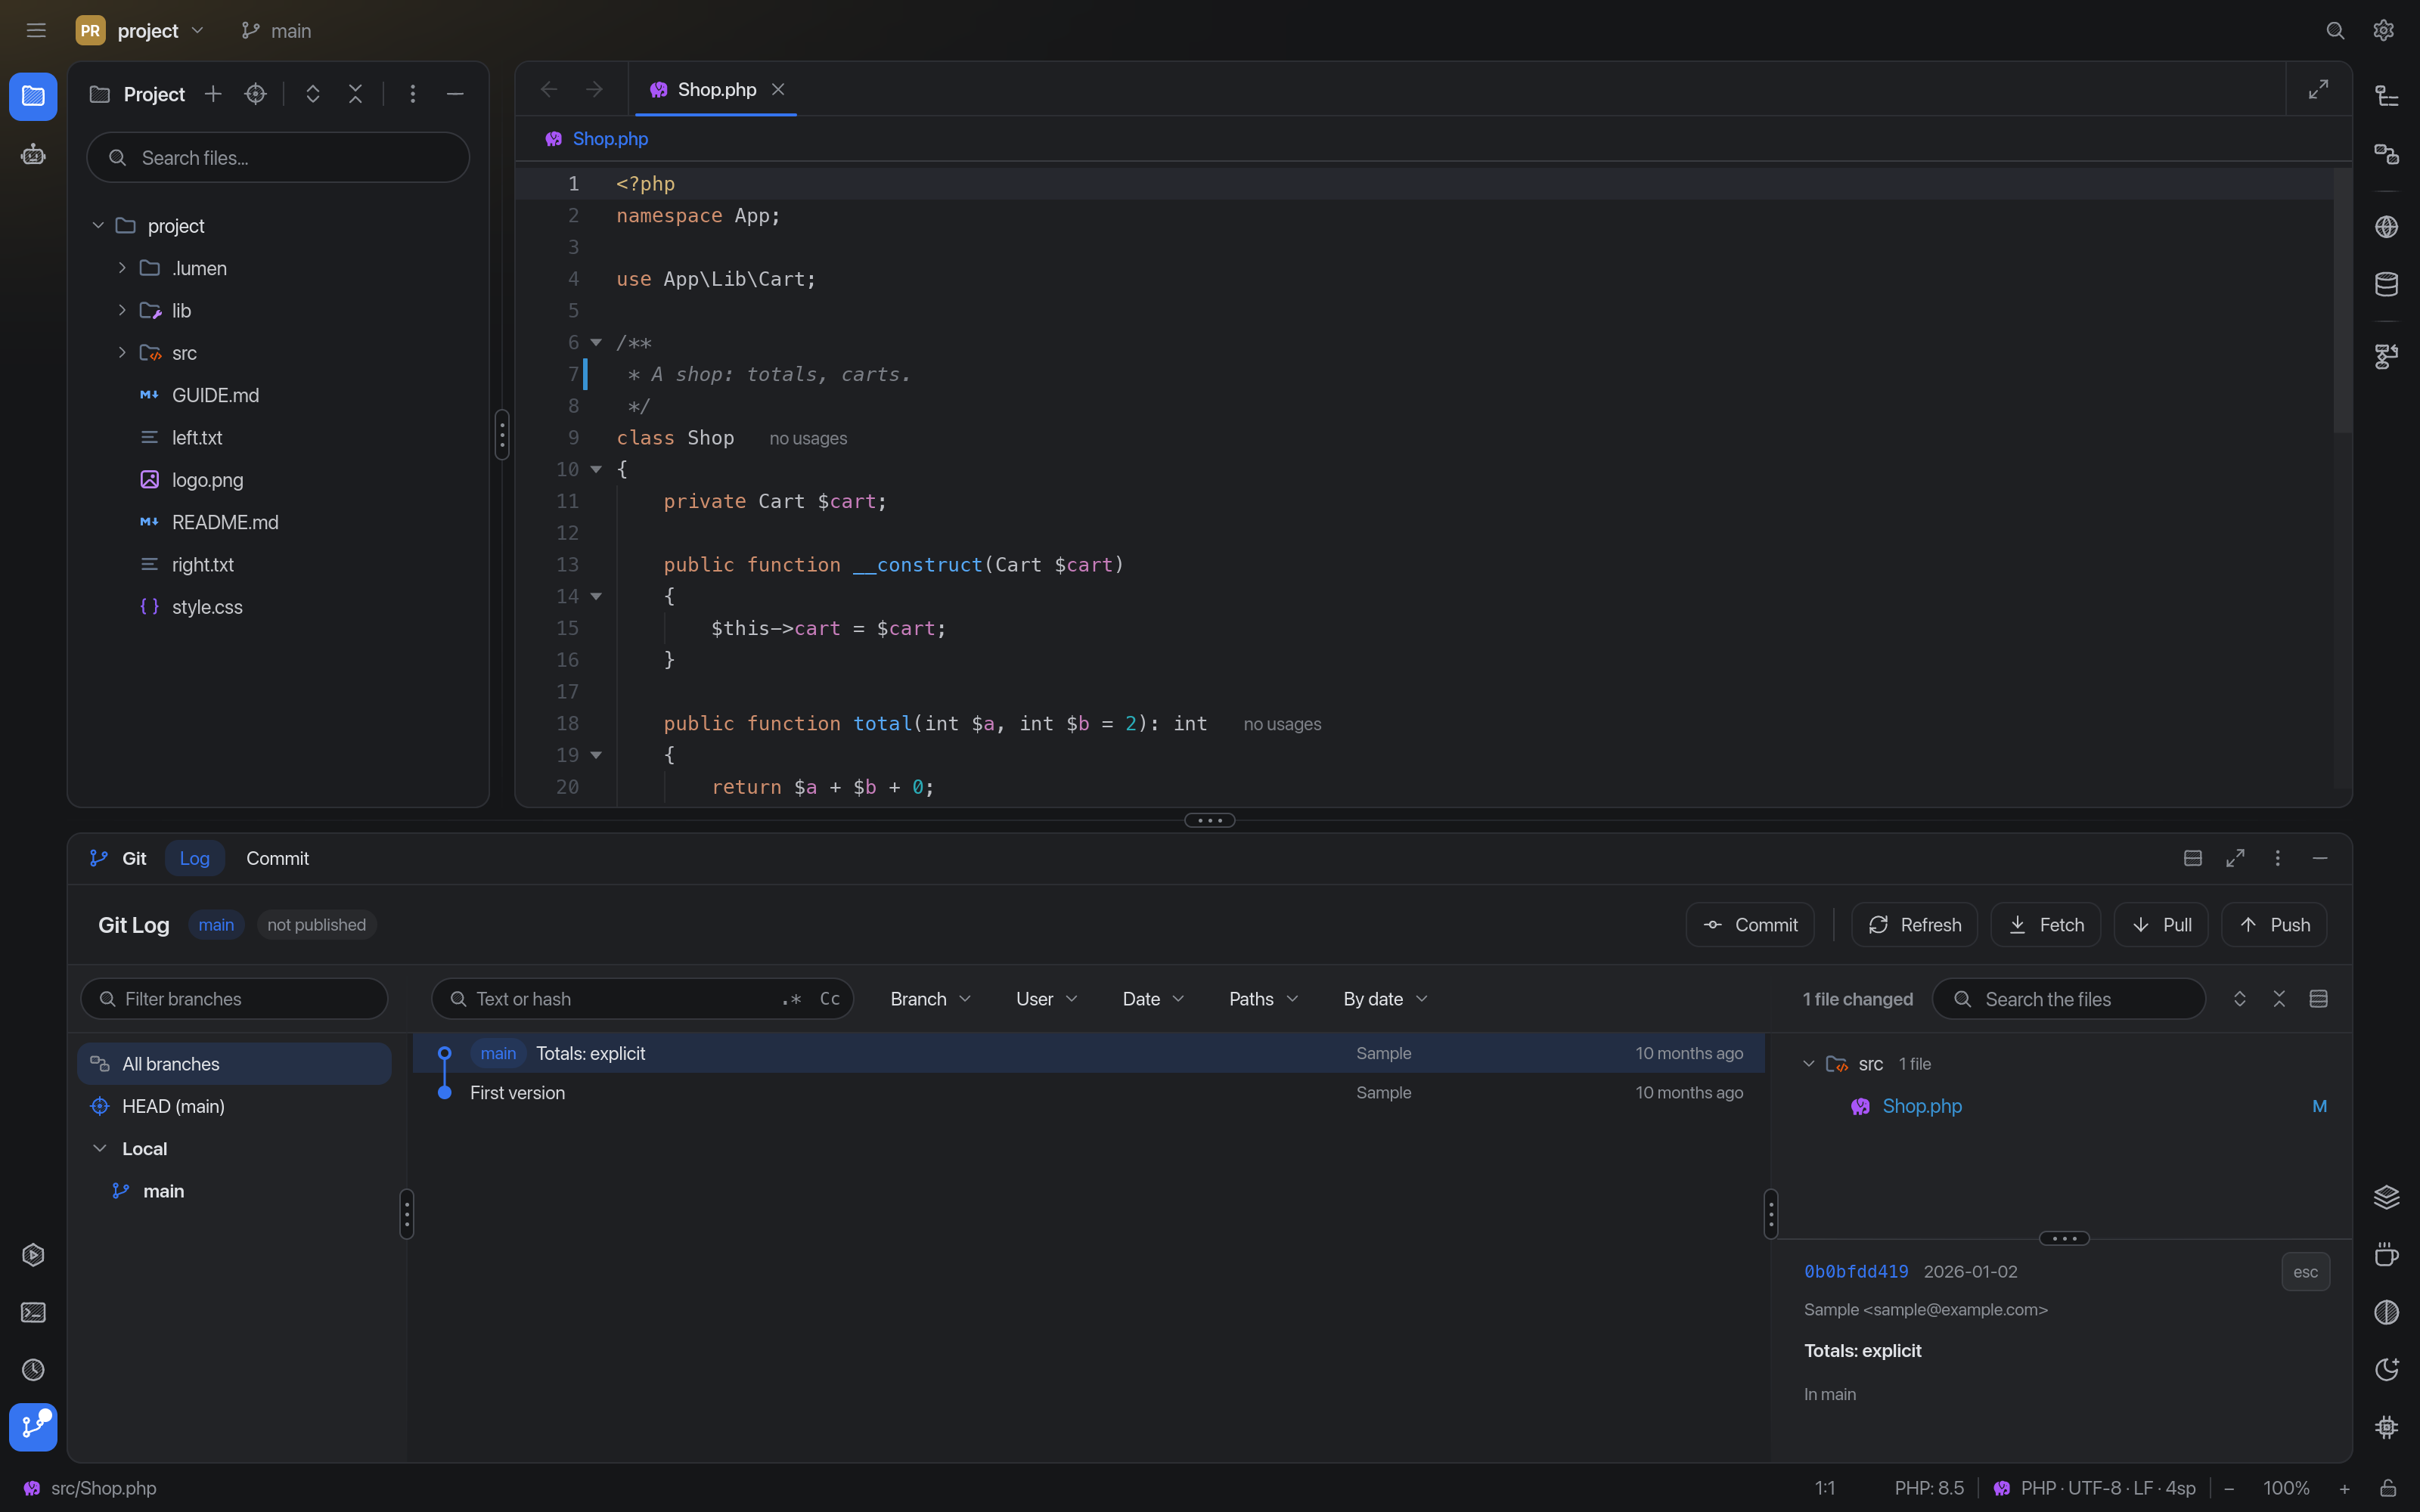 PR project main
Project
Search files...
project
.lumen
lib
src
GUIDE.md
left.txt
logo.png
README.md
right.txt
style.css
Shop.php
Shop.php
1 <?php
2 namespace App;
3
4 use App\Lib\Cart;
5
6 /**
7 * A shop: totals, carts.
8 */
9 class Shop no usages
10 {
11 private Cart $cart;
12
13 public function __construct(Cart $cart)
14 {
15 $this->cart = $cart;
16 }
17
18 public function total(int $a, int $b = 2): int no usages
19 {
20 return $a + $b + 0;
Git Log Commit
Git Log main not published Commit Refresh Fetch Pull Push
Filter branches
Text or hash .* Cc Branch User Date Paths By date
1 file changed Search the files
All branches
HEAD (main)
Local
main
main Totals: explicit Sample 10 months ago
First version Sample 10 months ago
src 1 file
Shop.php M
0b0bfdd419 2026-01-02 esc
Sample <sample@example.com>
Totals: explicit
In main
src/Shop.php 1:1 PHP: 8.5 PHP · UTF-8 · LF · 4sp − 100% +